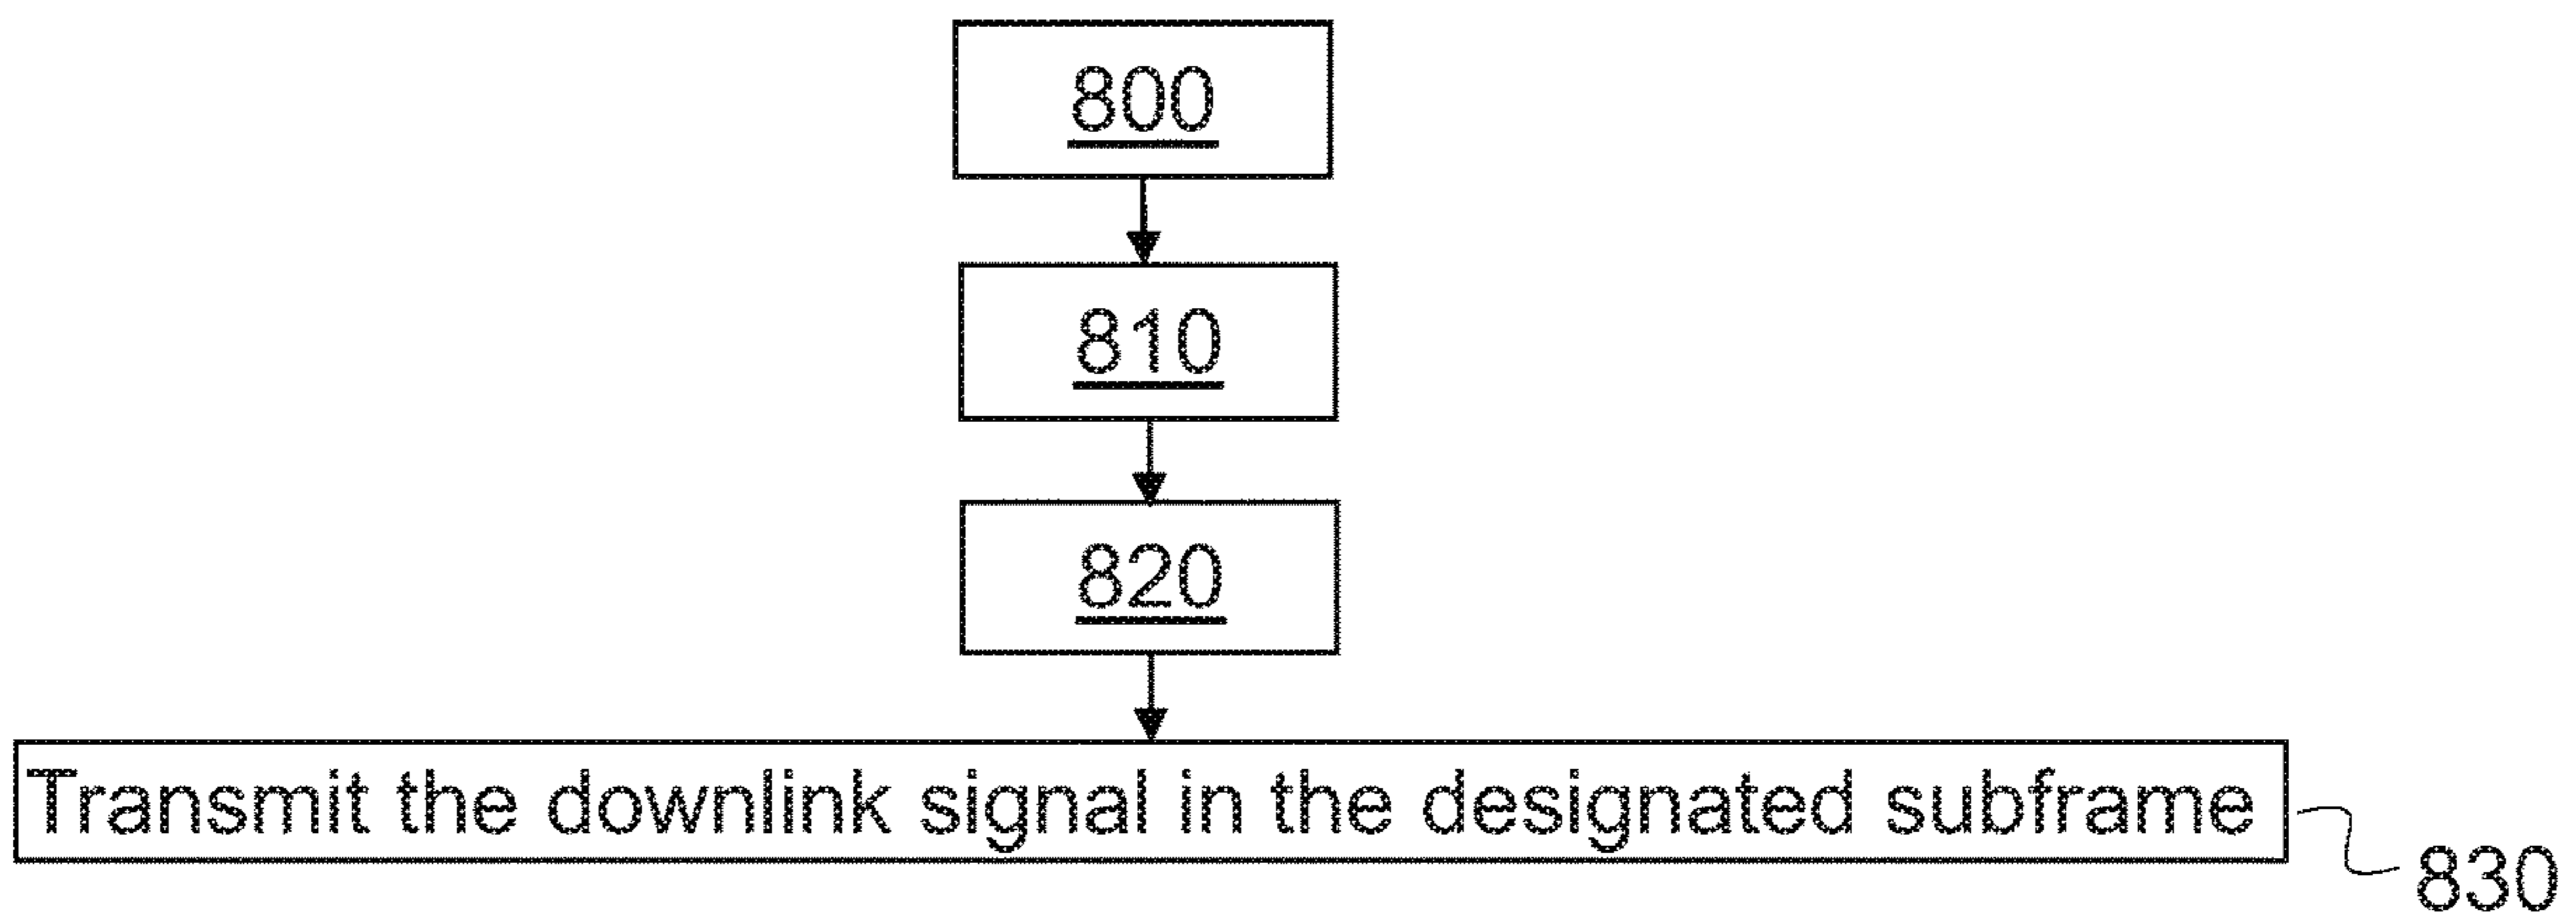 800
810
820
Transmit the downlink signal in the designated subframe
830